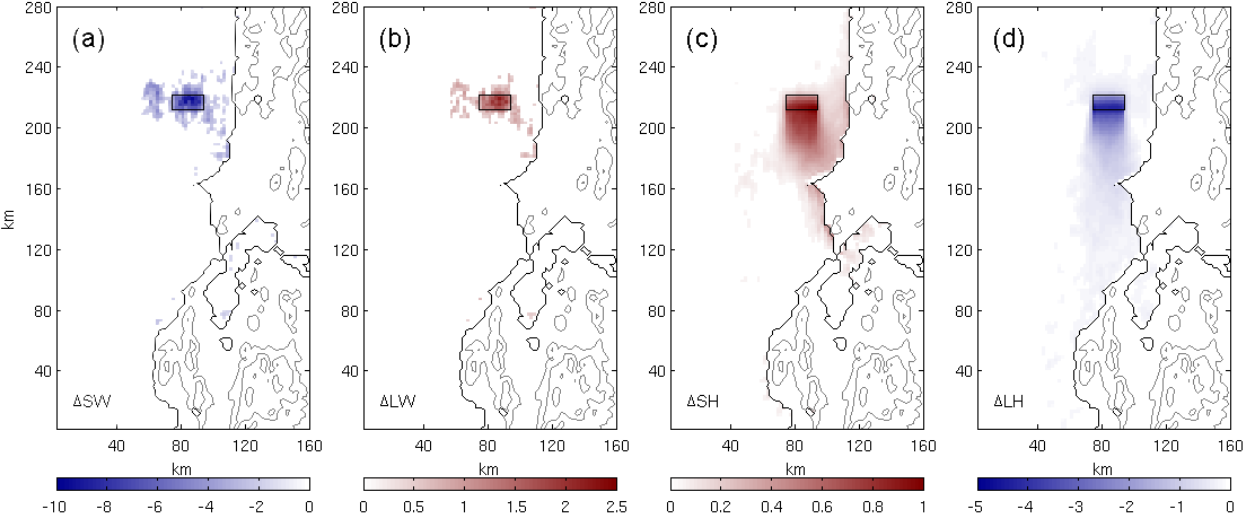 (a) (b) (c) (d)
280 280 280 280
240 240 240 240
200 200 200 200
160 160 160 160
km
120 120 120 120
80 80 80 80
40 40 40 40
ΔSW ΔLW ΔSH ΔLH
40 80 120 160 40 80 120 160 40 80 120 160 40 80 120 160
km km km km
-10 -8 -6 -4 -2 0 0 0.5 1 1.5 2 2.5 0 0.2 0.4 0.6 0.8 1 -5 -4 -3 -2 -1 0